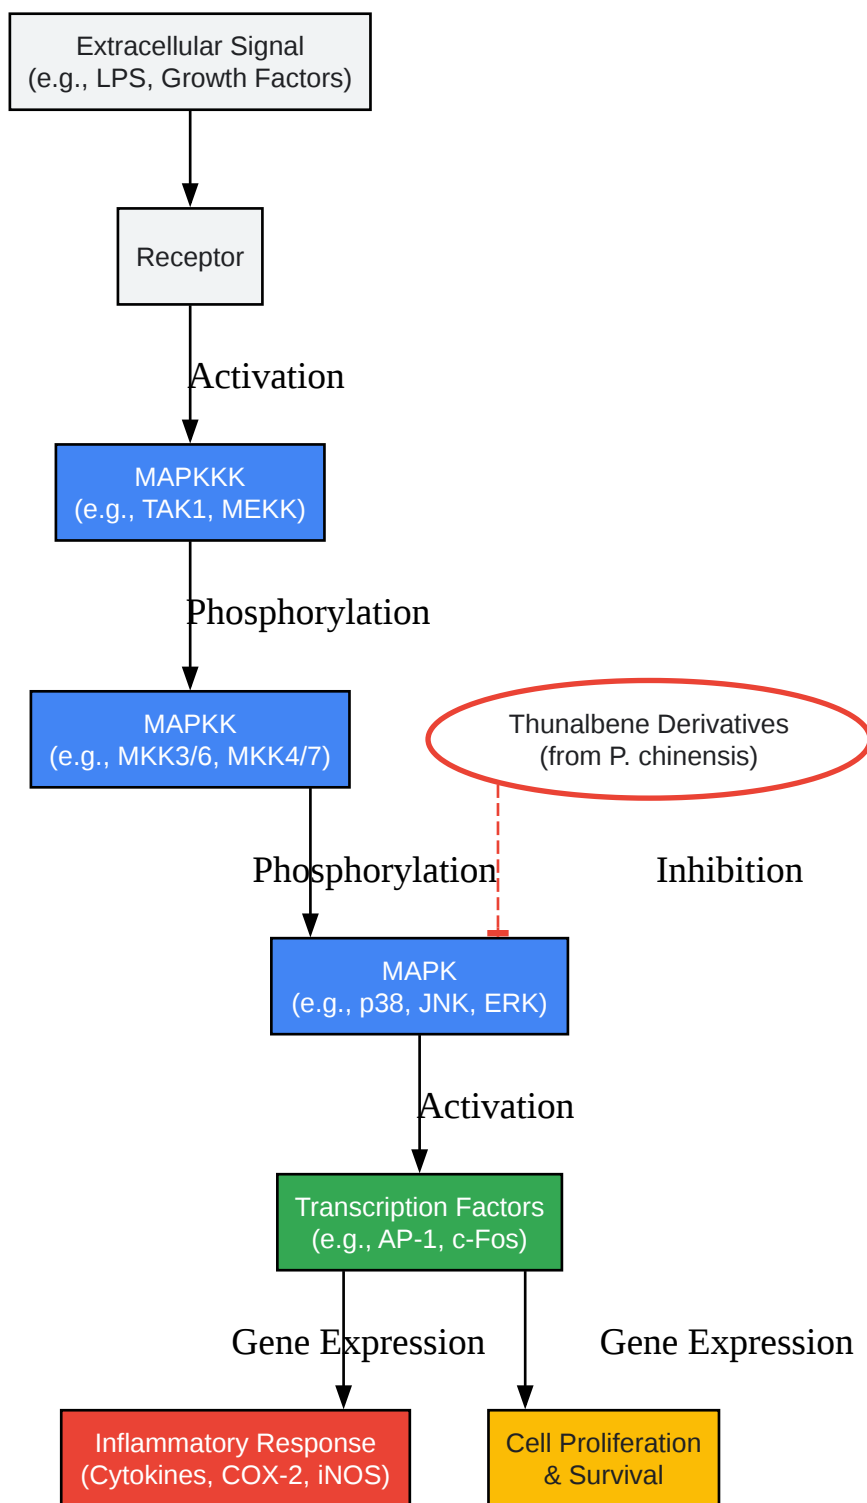 Extracellular Signal
(e.g., LPS, Growth Factors)
Receptor
Activation
MAPKKK
(e.g., TAK1, MEKK)
Phosphorylation
MAPKK
(e.g., MKK3/6, MKK4/7)
Thunalbene Derivatives
(from P. chinensis)
Phosphorylation
Inhibition
MAPK
(e.g., p38, JNK, ERK)
Activation
Transcription Factors
(e.g., AP-1, c-Fos)
Gene Expression
Gene Expression
Inflammatory Response
(Cytokines, COX-2, iNOS)
Cell Proliferation
& Survival